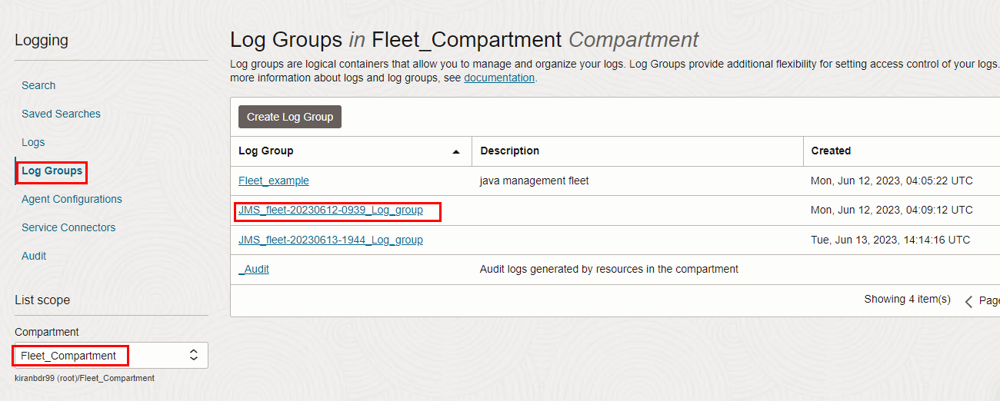 Logging
Search
Saved Searches
Logs
Log Groups
Agent Configurations
Service Connectors
Audit
List scope
Compartment
Fleet_Compartment
kiranbdr99 (root)/Fleet_Compartment
Log Groups in Fleet_Compartment Compartment
Log groups are logical containers that allow you to manage and organize your logs. Log Groups provide additional flexibility for setting access control of your logs.
more information about logs and log groups, see documentation.
Create Log Group
Log Group Description Created
Fleet_example java management fleet Mon, Jun 12, 2023, 04:05:22 UTC
JMS_fleet-20230612-0939_Log_group Mon, Jun 12, 2023, 04:09:12 UTC
JMS_fleet-20230613-1944_Log_group Tue, Jun 13, 2023, 14:14:16 UTC
_Audit Audit logs generated by resources in the compartment
Showing 4 item(s) Page